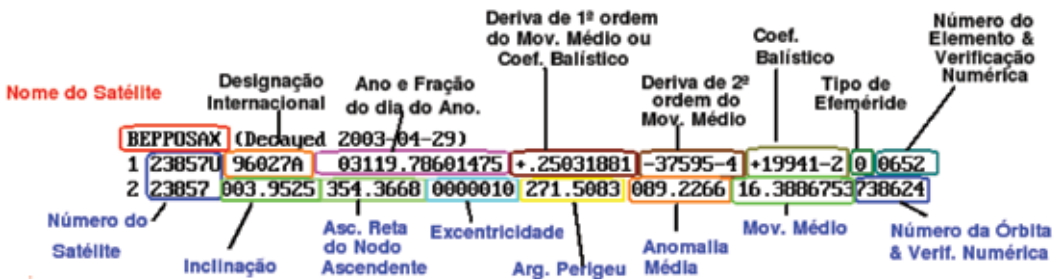 Deriva de 1ª ordem
do Mov. Médio ou
Coef. Balístico
Coef.
Balístico
Número do
Elemento &
Verificação
Numérica
Nome do Satélite
Designação
Internacional
Ano e Fração
do dia do Ano.
Deriva de 2ª
ordem do
Mov. Médio
Tipo de
Efeméride
BEPPOSAX (Decayed 2003-04-29)
1 23857U 96027A 03119.78601475 +.25031881 -37595-4 +19941-2 0 0652
2 23857 003.9525 354.3668 0000010 271.5083 089.2266 16.3886753738624
Número do
Satélite
Inclinação
Asc. Reta
do Nodo
Ascendente
Excentricidade
Arg. Perigeu
Anomalia
Média
Mov. Médio
Número da Órbita
& Verif. Numérica